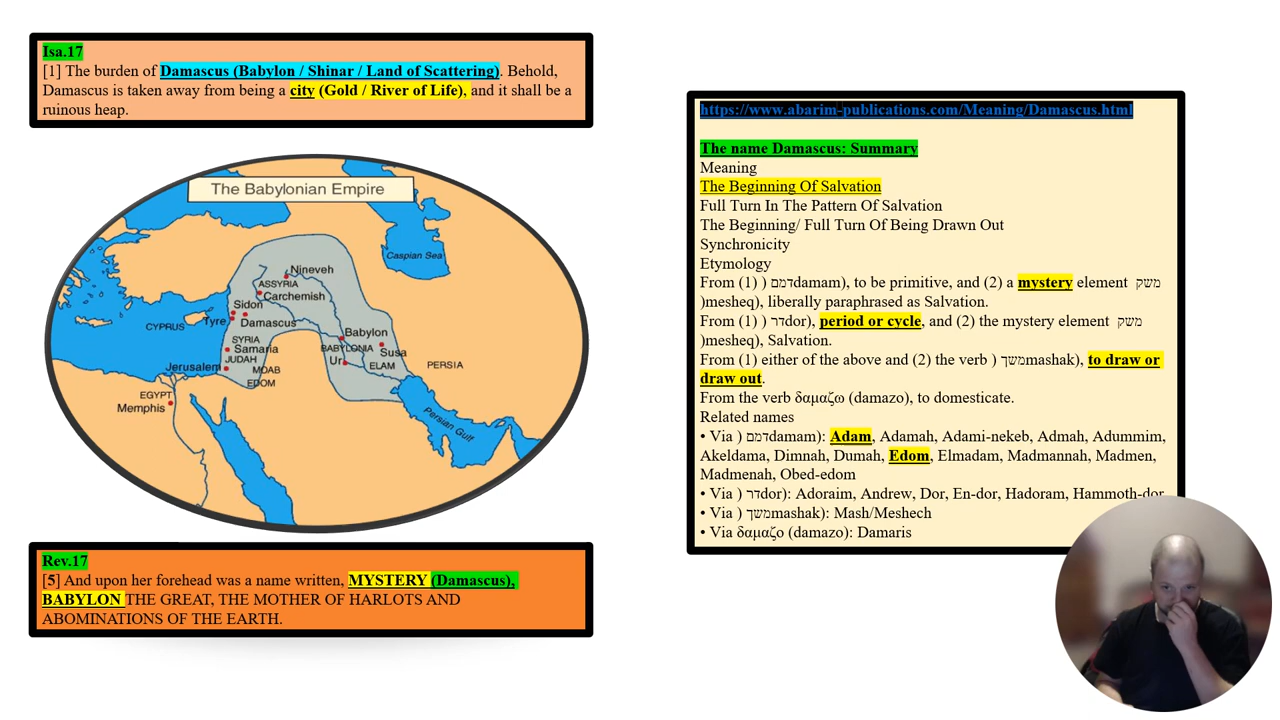 Isa.17
[1] The burden of Damascus (Babylon / Shinar / Land of Scattering). Behold,
Damascus is taken away from being a city (Gold / River of Life), and it shall be a
ruinous heap.
The Babylonian Empire
Caspian Sea
Nineveh
ASSYRIA
Carchemish
Sidon
Tyre
Damascus
CYPRUS
SYRIA
Samaria
JUDAH
Jerusalem
MOAB
EDOM
Babylon
BABYLONIA
Susa
Ur
ELAM
PERSIA
EGYPT
Memphis
Persian Gulf
Rev.17
[5] And upon her forehead was a name written, MYSTERY (Damascus),
BABYLON THE GREAT, THE MOTHER OF HARLOTS AND
ABOMINATIONS OF THE EARTH.
https://www.abarim-publications.com/Meaning/Damascus.html
The name Damascus: Summary
Meaning
The Beginning Of Salvation
Full Turn In The Pattern Of Salvation
The Beginning/ Full Turn Of Being Drawn Out
Synchronicity
Etymology
From (1) ) דמםdamam), to be primitive, and (2) a mystery element משק
)mesheq), liberally paraphrased as Salvation.
From (1) ) דרdor), period or cycle, and (2) the mystery element משק
)mesheq), Salvation.
From (1) either of the above and (2) the verb ) משךmashak), to draw or
draw out.
From the verb δαμαζω (damazo), to domesticate.
Related names
• Via ) דמםdamam): Adam, Adamah, Adami-nekeb, Admah, Adummim,
Akeldama, Dimnah, Dumah, Edom, Elmadam, Madmannah, Madmen,
Madmenah, Obed-edom
• Via ) דרdor): Adoraim, Andrew, Dor, En-dor, Hadoram, Hammoth-dor
• Via ) משךmashak): Mash/Meshech
• Via δαμαζο (damazo): Damaris